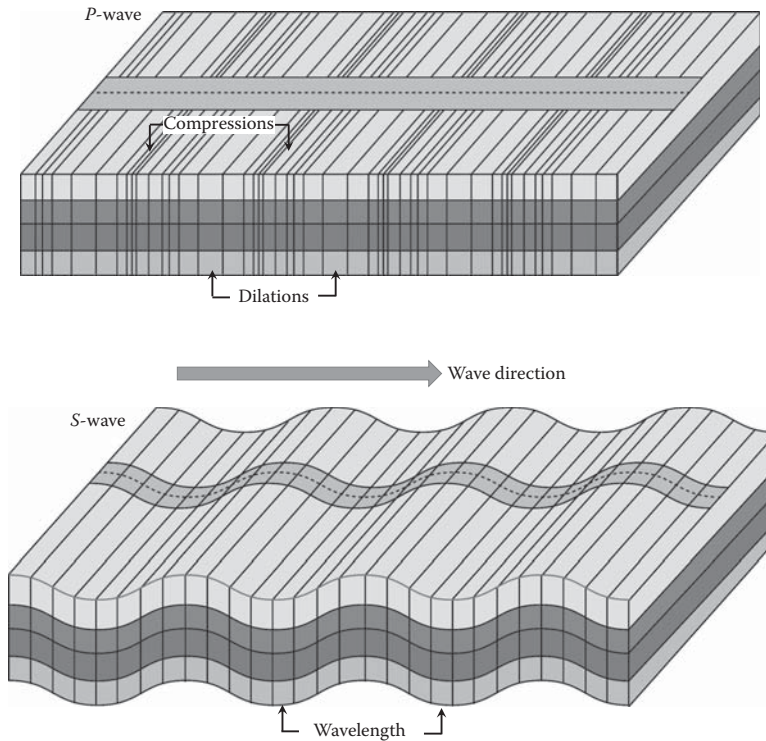 P-wave
Compressions
Dilations
Wave direction
S-wave
Wavelength